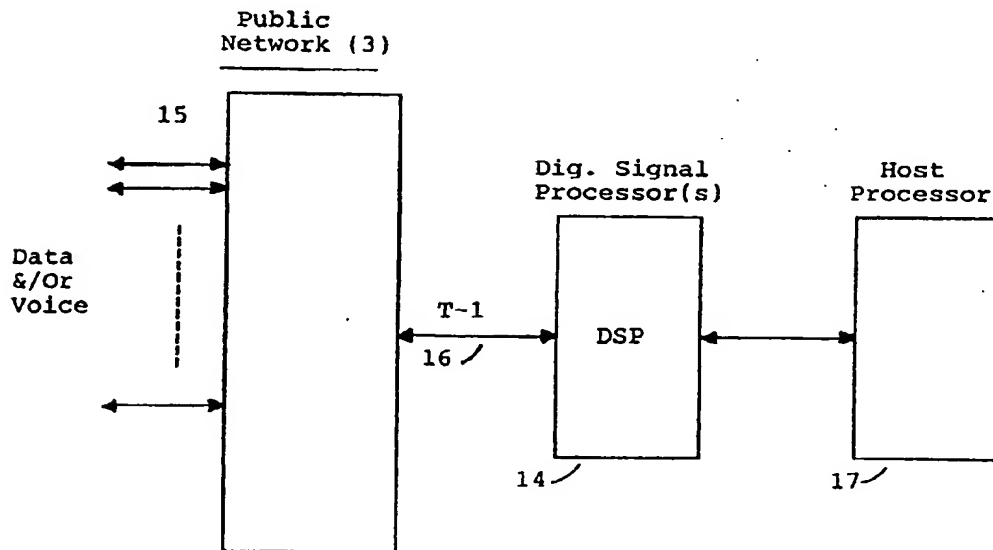 Public
Network (3)
15
Dig. Signal
Processor(s)
Host
Processor
Data
&/Or
Voice
T-1
16
DSP
14
17